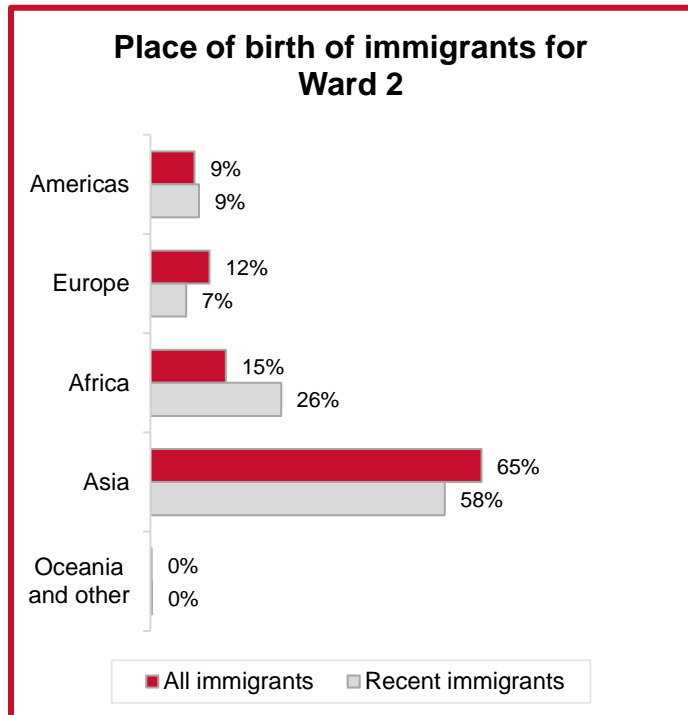 Place of birth of immigrants for
Ward 2
Americas
9%
9%
Europe
12%
7%
Africa
15%
26%
Asia
65%
58%
Oceania
and other
0%
0%
All immigrants
Recent immigrants